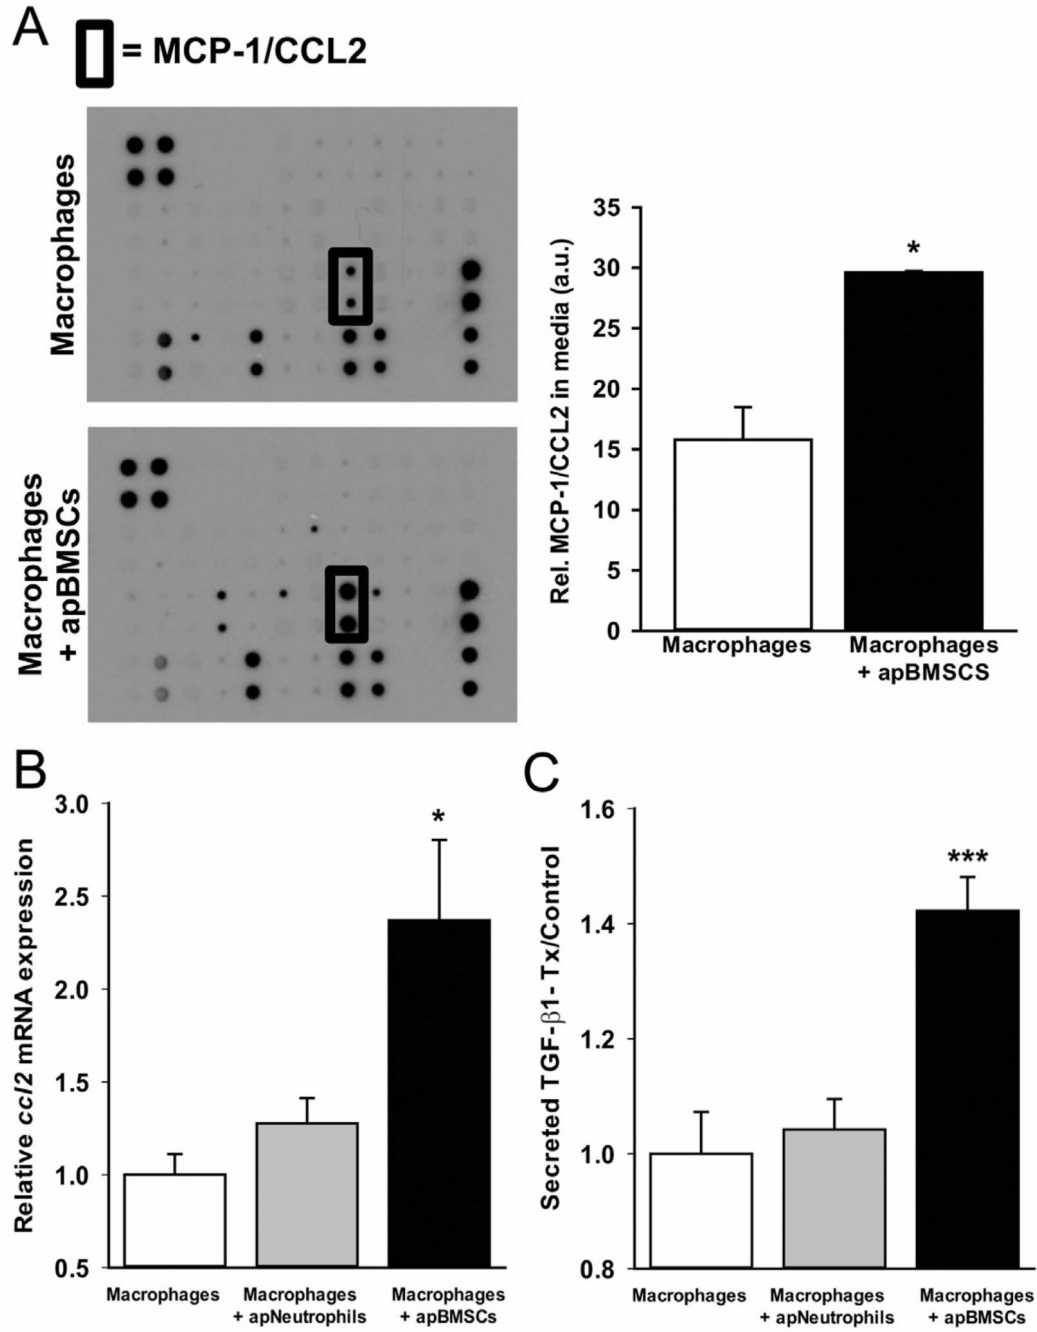 A
= MCP-1/CCL2
Macrophages
Macrophages
+ apBMSCs
Rel. MCP-1/CCL2 in media (a.u.)
35
30
25
20
15
10
5
0
*
Macrophages
Macrophages
+ apBMSCS
B
Relative ccl2 mRNA expression
3.0
2.5
2.0
1.5
1.0
0.5
*
Macrophages
Macrophages
+ apNeutrophils
Macrophages
+ apBMSCs
C
Secreted TGF-β1- Tx/Control
1.6
1.4
1.2
1.0
0.8
***
Macrophages
Macrophages
+ apNeutrophils
Macrophages
+ apBMSCs